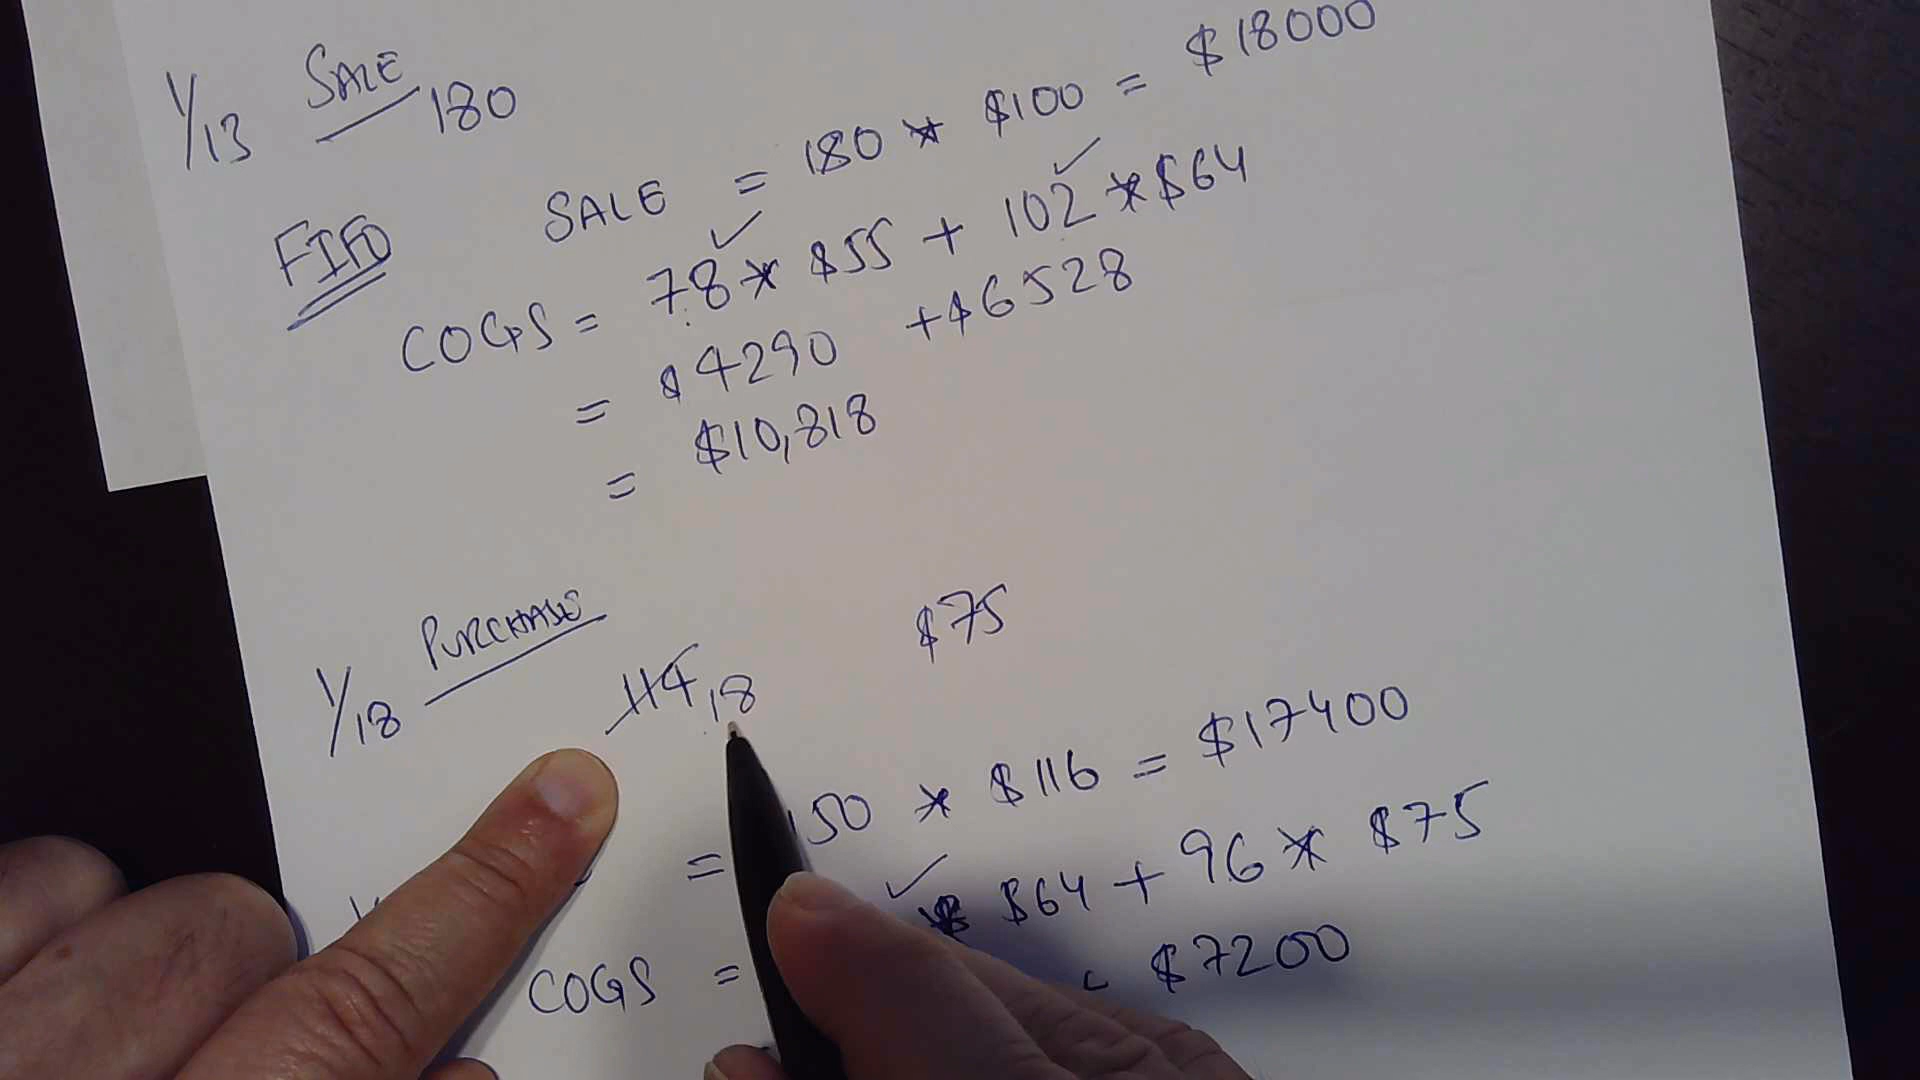 1/13 SALE 180
SALE = 180 * $100 = $18000
FIFO
COGS = 78 * $55 + 102 * $64
= $4290 + $6528
= $10,818
1/18 PURCHASE 114 18 $75
= 150 * $116 = $17400
COGS = $64 + 96 * $75
= $7200